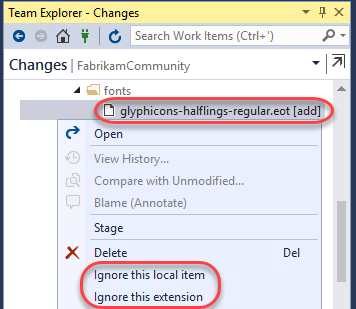 Team Explorer - Changes
Search Work Items (Ctrl+')
Changes | FabrikamCommunity
fonts
glyphicons-halflings-regular.eot [add]
Open
View History...
Compare with Unmodified...
Blame (Annotate)
Stage
Delete Del
Ignore this local item
Ignore this extension